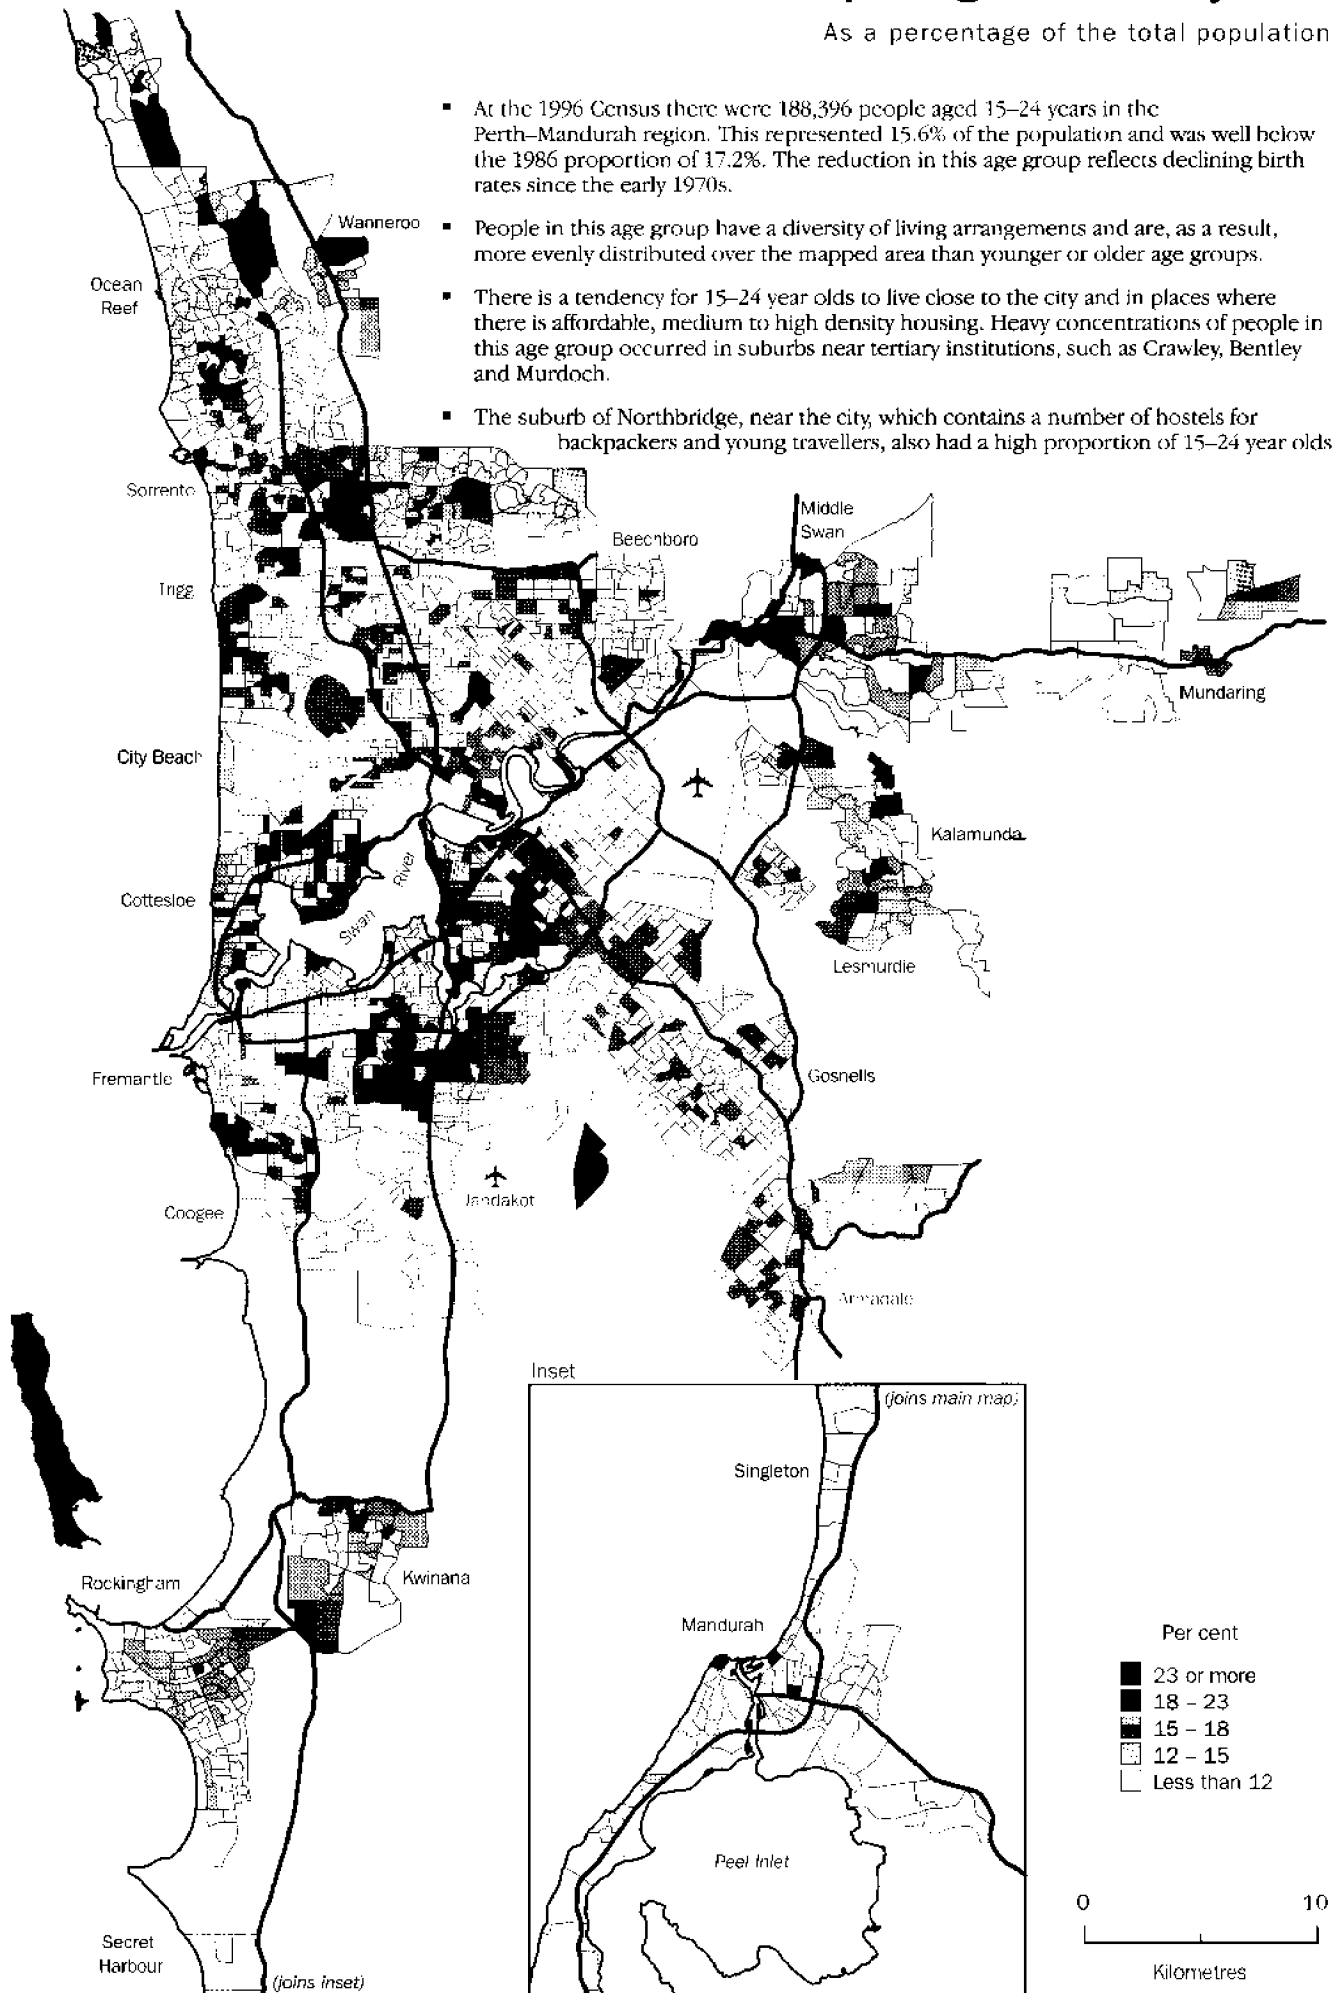 As a percentage of the total population
▪ At the 1996 Census there were 188,396 people aged 15–24 years in the
Perth–Mandurah region. This represented 15.6% of the population and was well below
the 1986 proportion of 17.2%. The reduction in this age group reflects declining birth
rates since the early 1970s.
▪ People in this age group have a diversity of living arrangements and are, as a result,
more evenly distributed over the mapped area than younger or older age groups.
▪ There is a tendency for 15–24 year olds to live close to the city and in places where
there is affordable, medium to high density housing. Heavy concentrations of people in
this age group occurred in suburbs near tertiary institutions, such as Crawley, Bentley
and Murdoch.
▪ The suburb of Northbridge, near the city, which contains a number of hostels for
backpackers and young travellers, also had a high proportion of 15–24 year olds
Wanneroo
Ocean
Reef
Sorrento
Middle
Swan
Beechboro
Trigg
Mundaring
City Beach
Kalamunda
River
Cottesloe
Swan
Lesmurdie
Fremantle
Gosnells
Jandakot
Coogee
Armadale
Inset
(joins main map)
Singleton
Rockingham
Kwinana
Mandurah
Per cent
23 or more
18 – 23
15 – 18
12 – 15
Less than 12
Peel Inlet
0 10
Kilometres
Secret
Harbour
(joins inset)